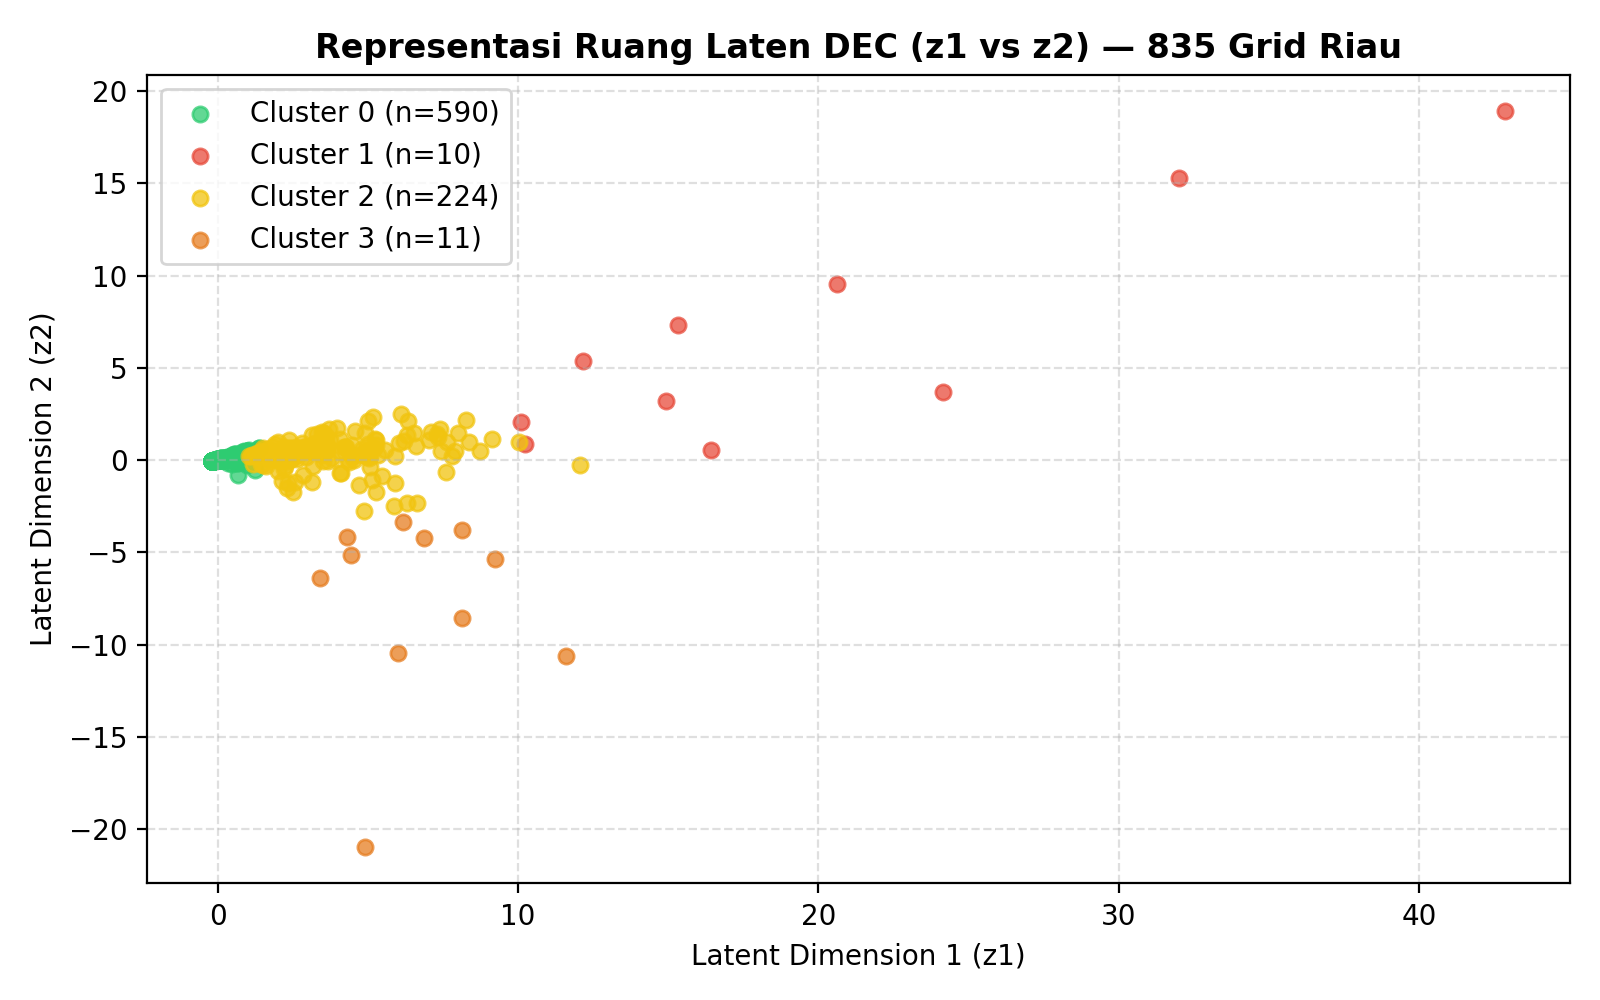 Representasi Ruang Laten DEC (z1 vs z2) — 835 Grid Riau
Cluster 0 (n=590)
Cluster 1 (n=10)
Cluster 2 (n=224)
Cluster 3 (n=11)
Latent Dimension 2 (z2)
20
15
10
5
0
−5
−10
−15
−20
0
10
20
30
40
Latent Dimension 1 (z1)